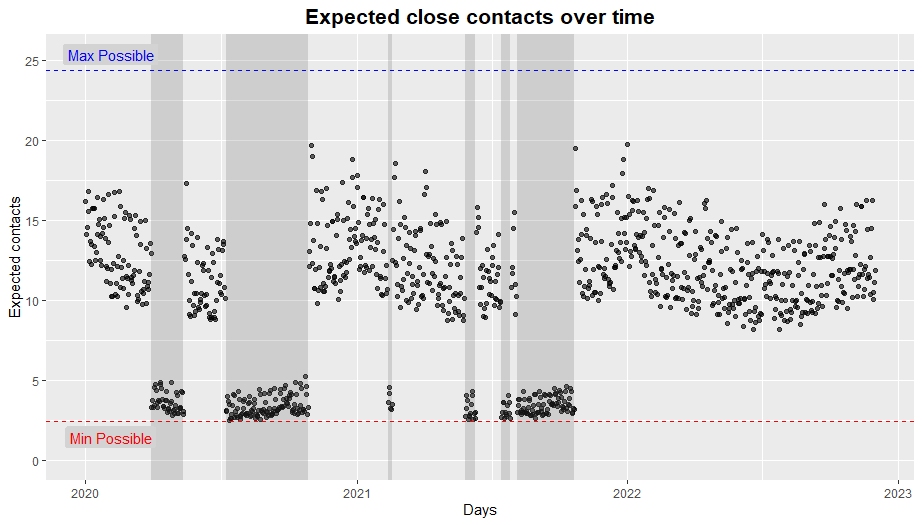 Expected close contacts over time
Max Possible
Min Possible
Expected contacts
25
20
15
10
5
0
2020
2021
2022
2023
Days